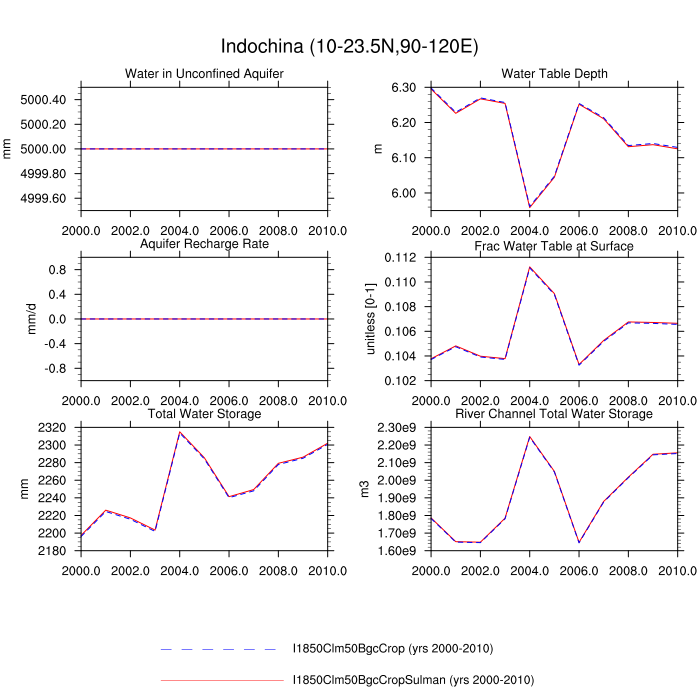 Indochina (10-23.5N,90-120E)
Water in Unconfined Aquifer
Water Table Depth
mm
5000.40
5000.20
5000.00
4999.80
4999.60
2000.0 2002.0 2004.0 2006.0 2008.0 2010.0
m
6.30
6.20
6.10
6.00
2000.0 2002.0 2004.0 2006.0 2008.0 2010.0
Aquifer Recharge Rate
Frac Water Table at Surface
mm/d
0.8
0.4
0.0
-0.4
-0.8
2000.0 2002.0 2004.0 2006.0 2008.0 2010.0
unitless [0-1]
0.112
0.110
0.108
0.106
0.104
0.102
2000.0 2002.0 2004.0 2006.0 2008.0 2010.0
Total Water Storage
River Channel Total Water Storage
mm
2320
2300
2280
2260
2240
2220
2200
2180
2000.0 2002.0 2004.0 2006.0 2008.0 2010.0
m3
2.30e9
2.20e9
2.10e9
2.00e9
1.90e9
1.80e9
1.70e9
1.60e9
2000.0 2002.0 2004.0 2006.0 2008.0 2010.0
I1850Clm50BgcCrop (yrs 2000-2010)
I1850Clm50BgcCropSulman (yrs 2000-2010)